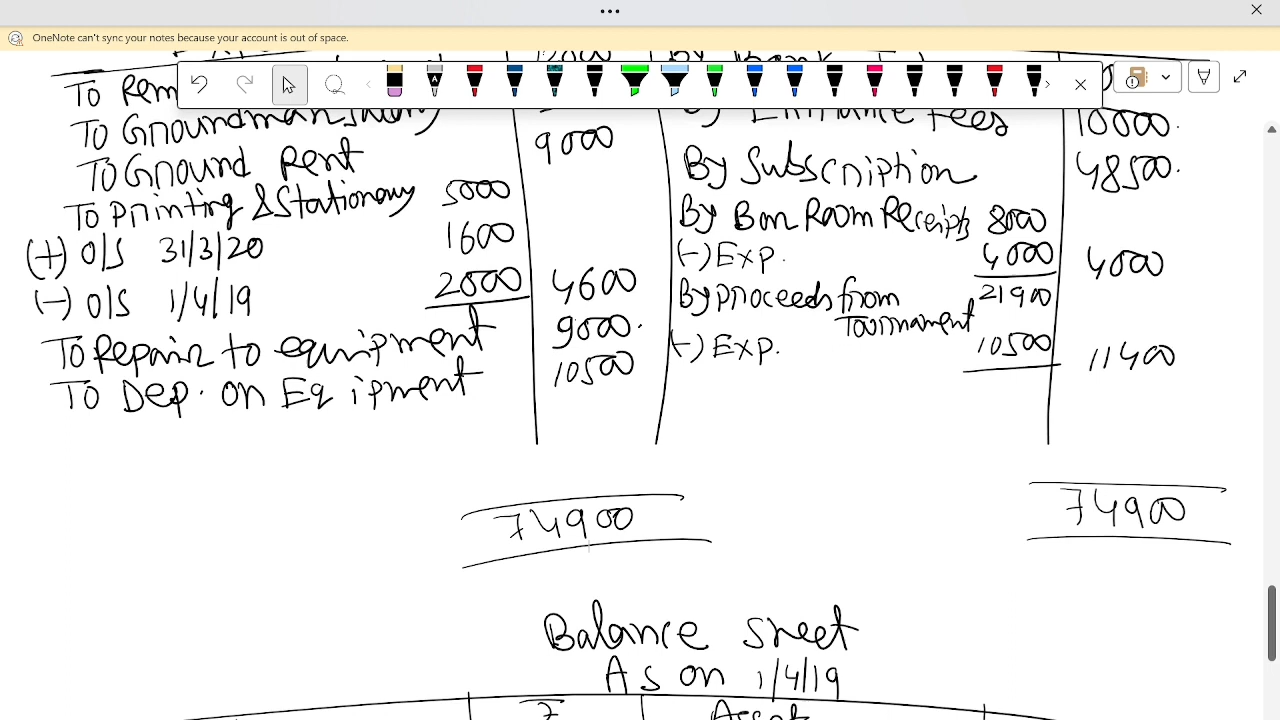 OneNote can't sync your notes because your account is out of space.
To Rem
To Groundman
To Ground Rent 9000
To Printing & Stationary 5000
(+) O/S 31/3/20 1600
(-) O/S 1/4/19 2000 4600
To Repair to equipment 9000.
To Dep. on Equipment 10500
74900
Entrance Fees 10000.
By Subscription 48500.
By Bar Room Receipts 8000
(-) Exp. 4000 4000
By Proceeds from Tournament 21900
(-) Exp. 10500 11400
74900
Balance Sheet
As on 1/4/19